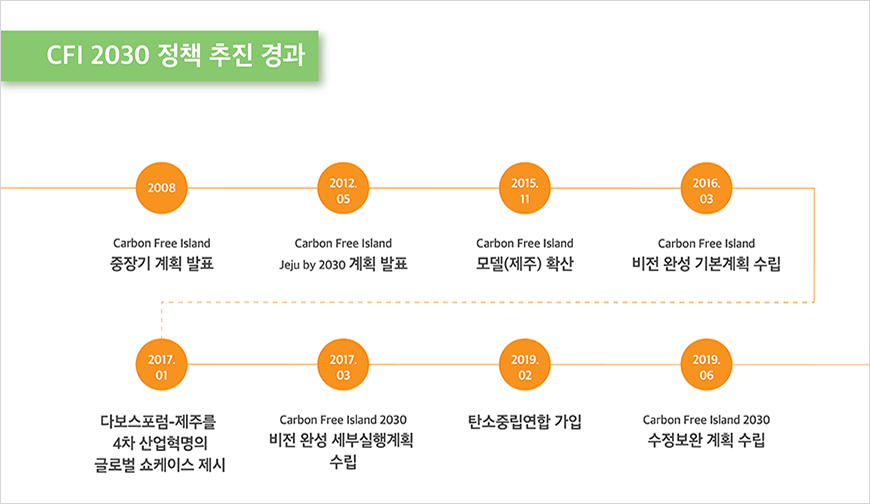 CFI 2030 정책 추진 경과
2008
2012.
05
2015.
11
2016.
03
Carbon Free Island
중장기 계획 발표
Carbon Free Island
Jeju by 2030 계획 발표
Carbon Free Island
모델(제주) 확산
Carbon Free Island
비전 완성 기본계획 수립
2017.
01
2017.
03
2019.
02
2019.
06
다보스포럼-제주를
4차 산업혁명의
글로벌 쇼케이스 제시
Carbon Free Island 2030
비전 완성 세부실행계획
수립
탄소중립연합 가입
Carbon Free Island 2030
수정보완 계획 수립